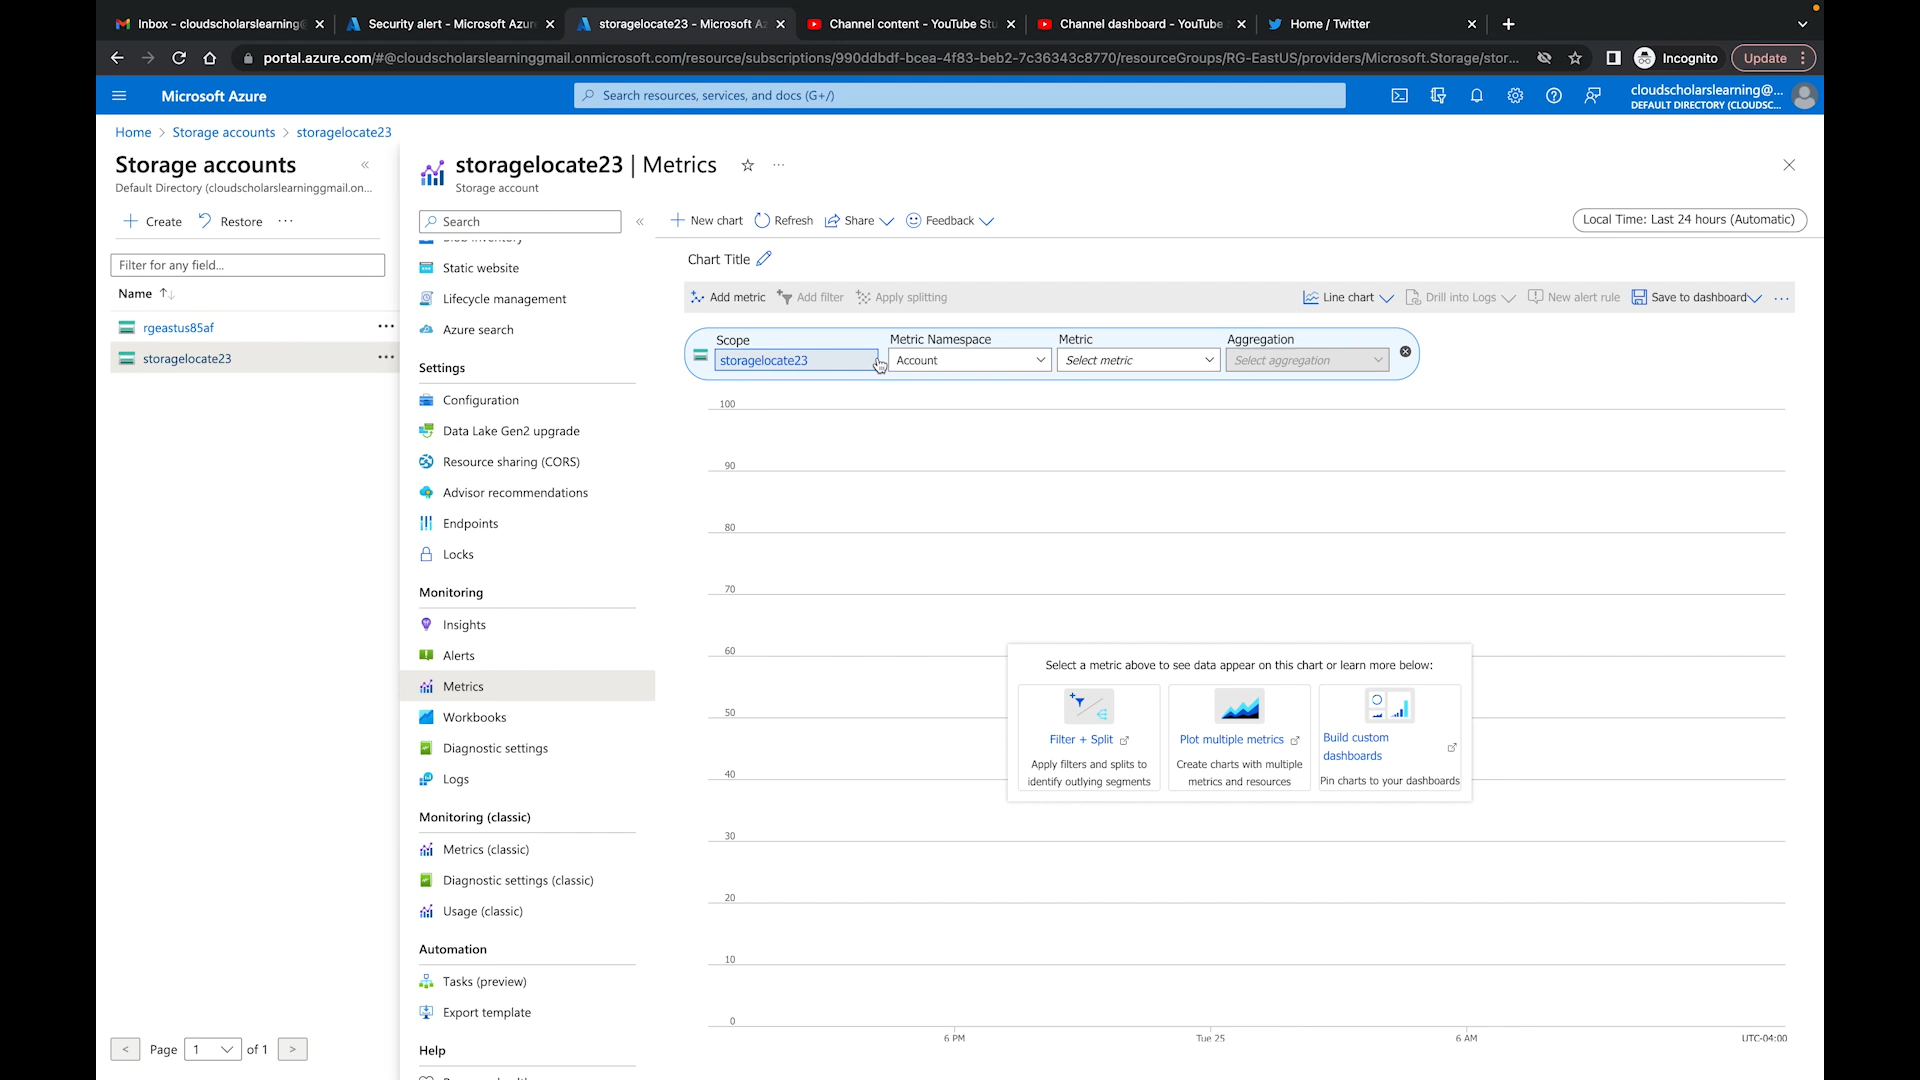 Inbox - cloudscholarslearning@
Security alert - Microsoft Azur
storagelocate23 - Microsoft Az
Channel content - YouTube Stu
Channel dashboard - YouTube
Home / Twitter
portal.azure.com/#@cloudscholarslearninggmail.onmicrosoft.com/resource/subscriptions/990ddbdf-bcea-4f83-beb2-7c36343c8770/resourceGroups/RG-EastUS/providers/Microsoft.Storage/stor...
Incognito
Update
Microsoft Azure
Search resources, services, and docs (G+/)
cloudscholarslearning@...
DEFAULT DIRECTORY (CLOUDSC...
Home > Storage accounts > storagelocate23
Storage accounts
Default Directory (cloudscholarslearninggmail.on...
Create
Restore
Filter for any field...
Name
rgeastus85af
storagelocate23
< Page 1 of 1 >
storagelocate23 | Metrics
Storage account
Search
Blob inventory
Static website
Lifecycle management
Azure search
Settings
Configuration
Data Lake Gen2 upgrade
Resource sharing (CORS)
Advisor recommendations
Endpoints
Locks
Monitoring
Insights
Alerts
Metrics
Workbooks
Diagnostic settings
Logs
Monitoring (classic)
Metrics (classic)
Diagnostic settings (classic)
Usage (classic)
Automation
Tasks (preview)
Export template
Help
New chart
Refresh
Share
Feedback
Local Time: Last 24 hours (Automatic)
Chart Title
Add metric
Add filter
Apply splitting
Line chart
Drill into Logs
New alert rule
Save to dashboard
Scope
storagelocate23
Metric Namespace
Account
Metric
Select metric
Aggregation
Select aggregation
100
90
80
70
60
50
40
30
20
10
0
Select a metric above to see data appear on this chart or learn more below:
Filter + Split
Apply filters and splits to
identify outlying segments
Plot multiple metrics
Create charts with multiple
metrics and resources
Build custom
dashboards
Pin charts to your dashboards
6 PM
Tue 25
6 AM
UTC-04:00